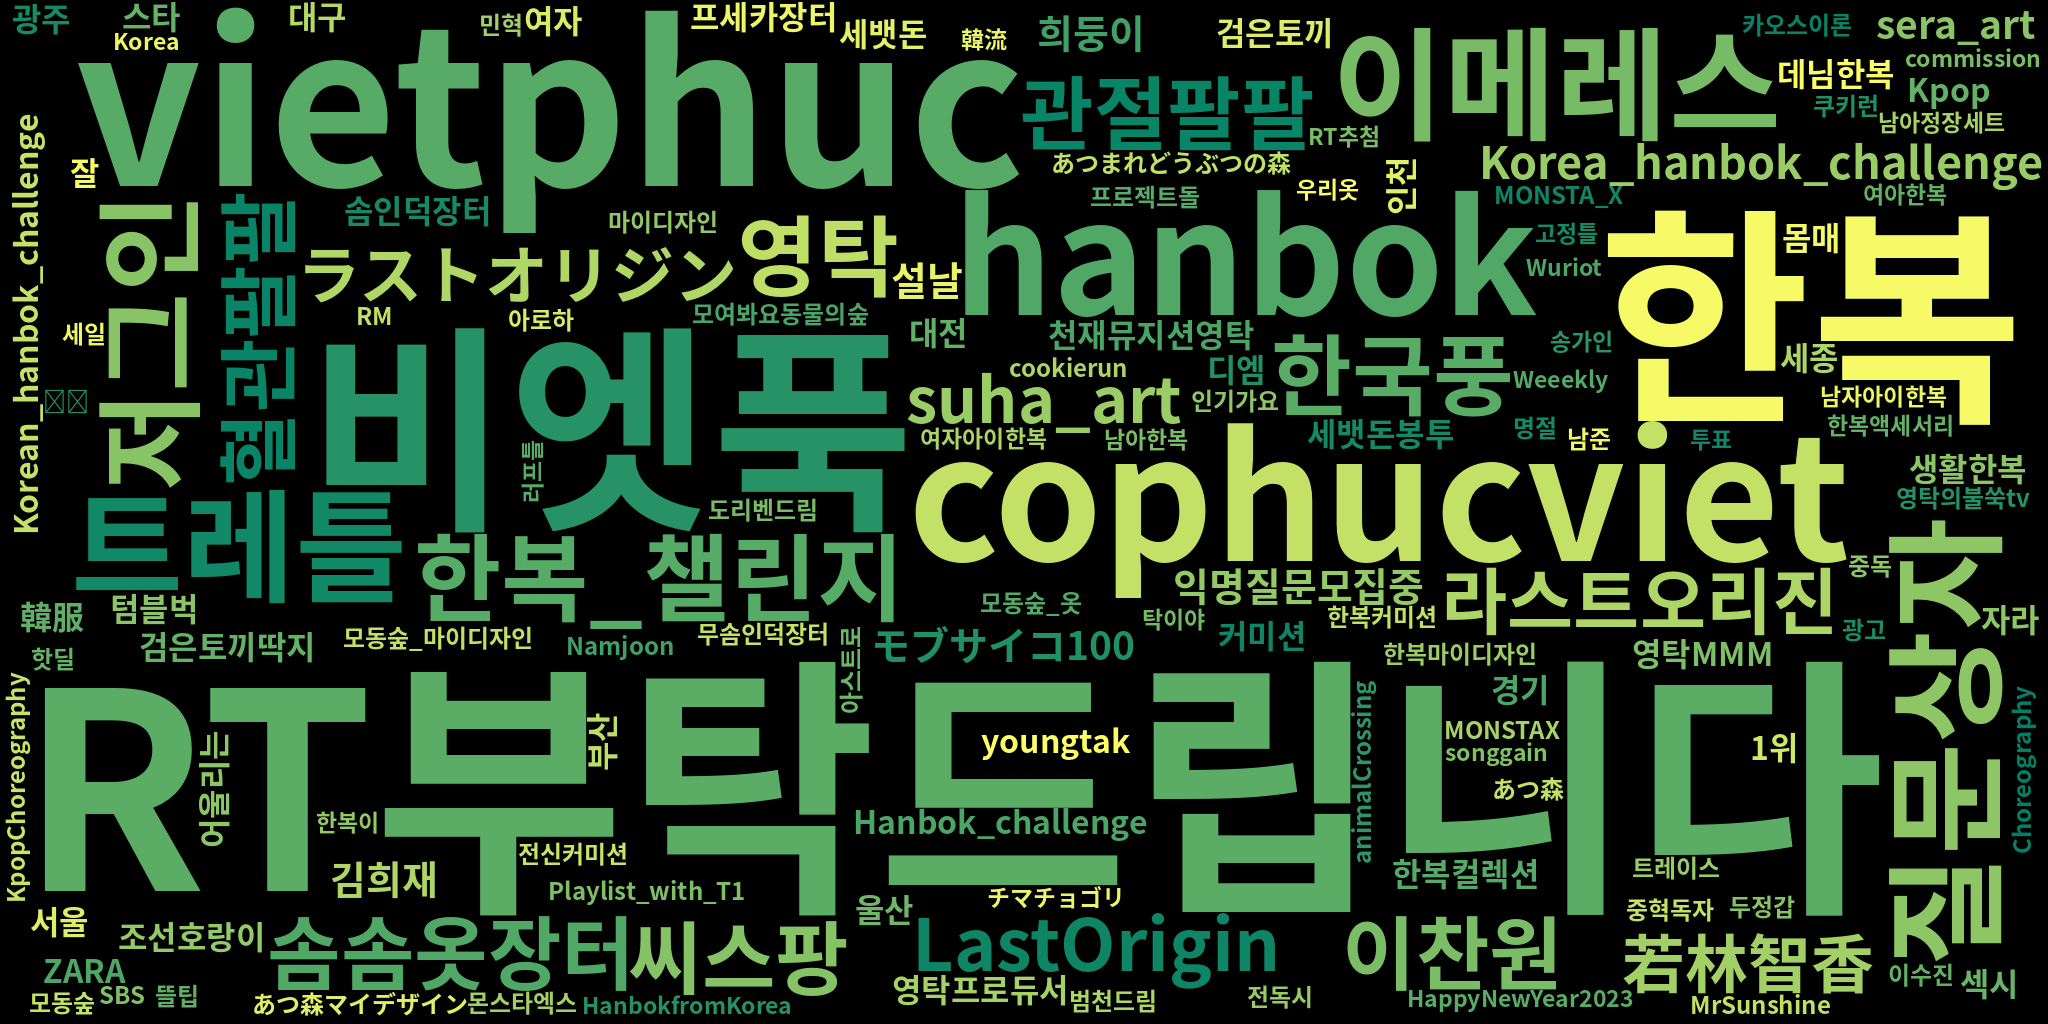 광주
스타
Korea
대구
민혁
여자
프세카장터
세뱃돈
韓流
희둥이
검은토끼
카오스이론
sera_art
commission
vietphuc
관절팔팔
이메레스
데님한복
Kpop
쿠키런
남아정장세트
RT추첨
Korean_hanbok_challenge
잘
あつまれどうぶつの森
Korea_hanbok_challenge
저그인
혈관팔팔
솜인덕장터
마이디자인
프로젝트돌
우리옷
인천
MONSTA_X
여아한복
ラストオリジン
영탁
설날
hanbok
고정틀
Wuriot
한복
몸매
RM
아로하
모여봐요동물의숲
세일
대전
천재뮤지션영탁
송가인
세종
비엣푹
cookierun
디엠
한국풍
Weeekly
suha_art
인기가요
남자아이한복
여자아이한복
남아한복
세뱃돈봉투
명절
남준
투표
한복액세서리
러프틀
cophucviet
생활한복
영탁의불쑥tv
트레틀
도리벤드림
한복_챌린지
익명질문모집중
라스트오리진
중독
질문상자
韓服
텀블벅
모동숲_옷
탁이야
한복커미션
자라
검은토끼딱지
모동숲_마이디자인
Namjoon
무솜인덕장터
아스트로
モブサイコ100
커미션
광고
핫딜
한복마이디자인
영탁MMM
KpopChoreography
RT부탁드립니다
경기
Choreography
어울리는
부산
youngtak
animalCrossing
MONSTAX
songgain
1위
あつ森
한복이
Hanbok_challenge
전신커미션
김희재
Playlist_with_T1
チマチョゴリ
한복컬렉션
트레이스
서울
조선호랑이
솜솜옷장터
씨스팡
울산
LastOrigin
이찬원
중혁독자
두정갑
若林智香
ZARA
이수진
섹시
모동숲
SBS
뜰팁
あつ森マイデザイン
몬스타엑스
HanbokfromKorea
영탁프로듀서
범천드림
전독시
HappyNewYear2023
MrSunshine